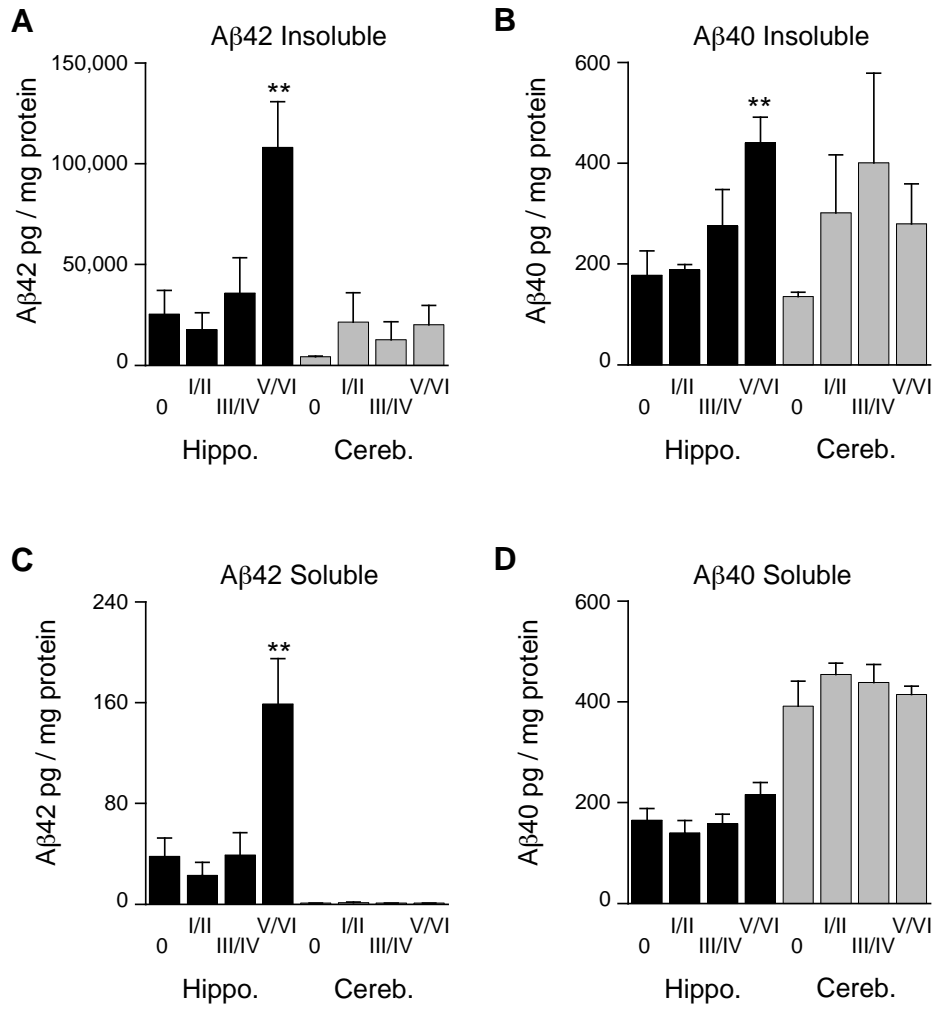 A
Aβ42 Insoluble
Aβ42 pg / mg protein
150,000
100,000
50,000
0
**
I/II V/VI I/II V/VI
0 III/IV 0 III/IV
Hippo. Cereb.
B
Aβ40 Insoluble
Aβ40 pg / mg protein
600
400
200
0
**
I/II V/VI I/II V/VI
0 III/IV 0 III/IV
Hippo. Cereb.
C
Aβ42 Soluble
Aβ42 pg / mg protein
240
160
80
0
**
I/II V/VI I/II V/VI
0 III/IV 0 III/IV
Hippo. Cereb.
D
Aβ40 Soluble
Aβ40 pg / mg protein
600
400
200
0
I/II V/VI I/II V/VI
0 III/IV 0 III/IV
Hippo. Cereb.